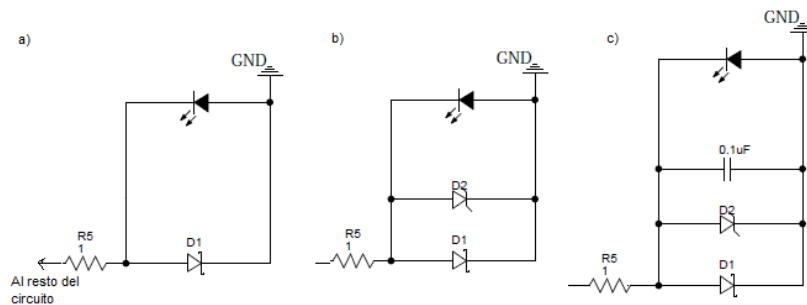 a)
GND
R5
1
D1
Al resto del
circuito
b)
GND
D2
R5
1
D1
c)
GND
0.1uF
D2
R5
1
D1